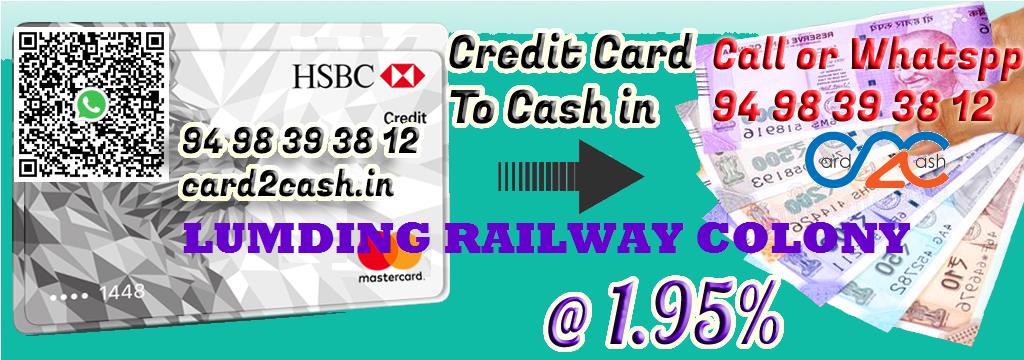 HSBC
Credit
94 98 39 38 12
card2cash.in
mastercard.
•••• 1448
Credit Card
To Cash in
Call or Whatspp
94 98 39 38 12
Card 2 Cash
LUMDING RAILWAY COLONY
@ 1.95%